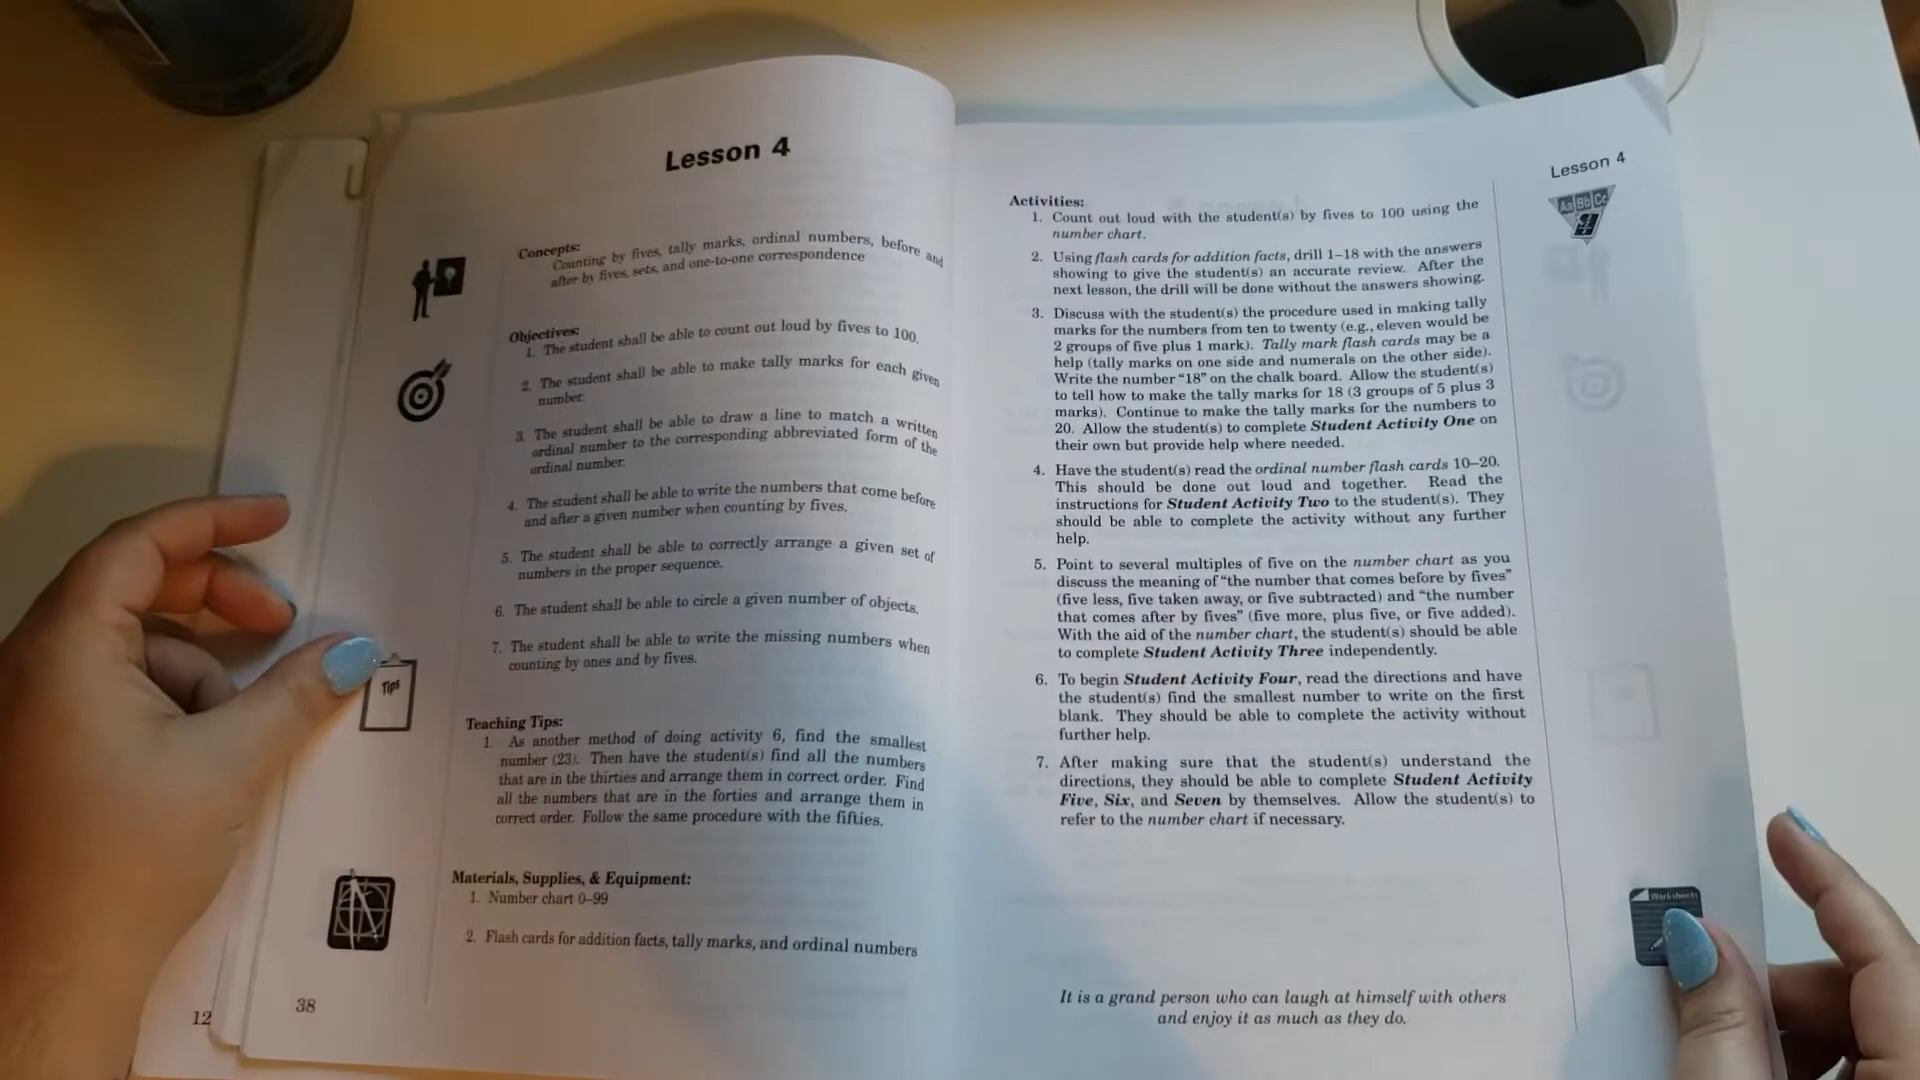 Lesson 4
Concepts:
Counting by fives, tally marks, ordinal numbers, before and
after by fives, sets, and one-to-one correspondence
Objectives:
1. The student shall be able to count out loud by fives to 100.
2. The student shall be able to make tally marks for each given
number.
3. The student shall be able to draw a line to match a written
ordinal number to the corresponding abbreviated form of the
ordinal number.
4. The student shall be able to write the numbers that come before
and after a given number when counting by fives.
5. The student shall be able to correctly arrange a given set of
numbers in the proper sequence.
6. The student shall be able to circle a given number of objects.
7. The student shall be able to write the missing numbers when
counting by ones and by fives.
Tips
Teaching Tips:
1. As another method of doing activity 6, find the smallest
number (23). Then have the student(s) find all the numbers
that are in the thirties and arrange them in correct order. Find
all the numbers that are in the forties and arrange them in
correct order. Follow the same procedure with the fifties.
Materials, Supplies, & Equipment:
1. Number chart 0–99
2. Flash cards for addition facts, tally marks, and ordinal numbers
38
12
Lesson 4
Aa Bb Cc
Activities:
1. Count out loud with the student(s) by fives to 100 using the
number chart.
2. Using flash cards for addition facts, drill 1–18 with the answers
showing to give the student(s) an accurate review. After the
next lesson, the drill will be done without the answers showing.
3. Discuss with the student(s) the procedure used in making tally
marks for the numbers from ten to twenty (e.g., eleven would be
2 groups of five plus 1 mark). Tally mark flash cards may be a
help (tally marks on one side and numerals on the other side).
Write the number "18" on the chalk board. Allow the student(s)
to tell how to make the tally marks for 18 (3 groups of 5 plus 3
marks). Continue to make the tally marks for the numbers to
20. Allow the student(s) to complete Student Activity One on
their own but provide help where needed.
4. Have the student(s) read the ordinal number flash cards 10–20.
This should be done out loud and together. Read the
instructions for Student Activity Two to the student(s). They
should be able to complete the activity without any further
help.
5. Point to several multiples of five on the number chart as you
discuss the meaning of "the number that comes before by fives"
(five less, five taken away, or five subtracted) and "the number
that comes after by fives" (five more, plus five, or five added).
With the aid of the number chart, the student(s) should be able
to complete Student Activity Three independently.
6. To begin Student Activity Four, read the directions and have
the student(s) find the smallest number to write on the first
blank. They should be able to complete the activity without
further help.
7. After making sure that the student(s) understand the
directions, they should be able to complete Student Activity
Five, Six, and Seven by themselves. Allow the student(s) to
refer to the number chart if necessary.
Worksheets
It is a grand person who can laugh at himself with others
and enjoy it as much as they do.